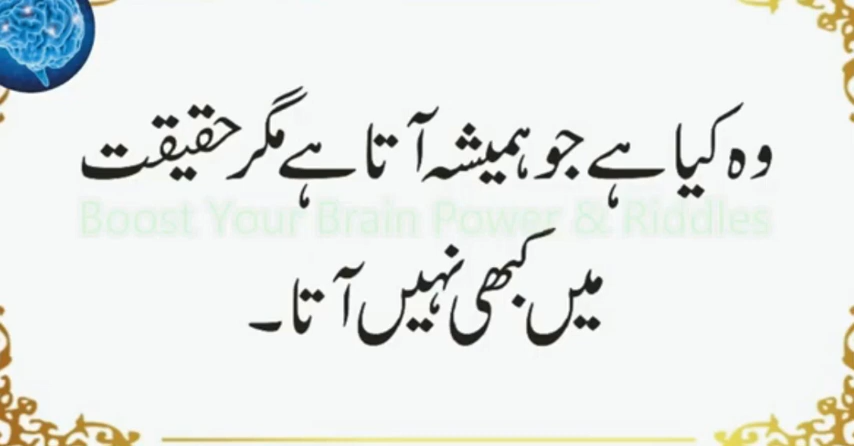 وہ کیا ہے جو ہمیشہ آتا ہے مگر حقیقت
Boost Your Brain Power & Riddles
میں کبھی نہیں آتا۔